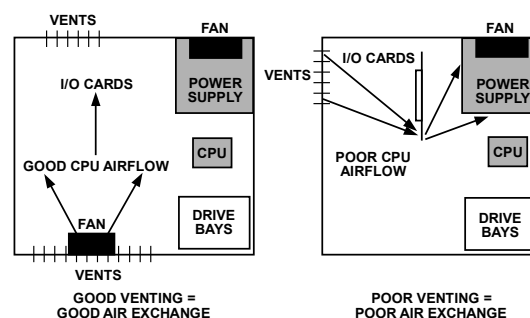 VENTS
FAN
I/O CARDS
POWER
SUPPLY
GOOD CPU AIRFLOW
CPU
FAN
DRIVE
BAYS
VENTS
GOOD VENTING =
GOOD AIR EXCHANGE
FAN
VENTS
I/O CARDS
POWER
SUPPLY
CPU
POOR CPU
AIRFLOW
DRIVE
BAYS
POOR VENTING =
POOR AIR EXCHANGE